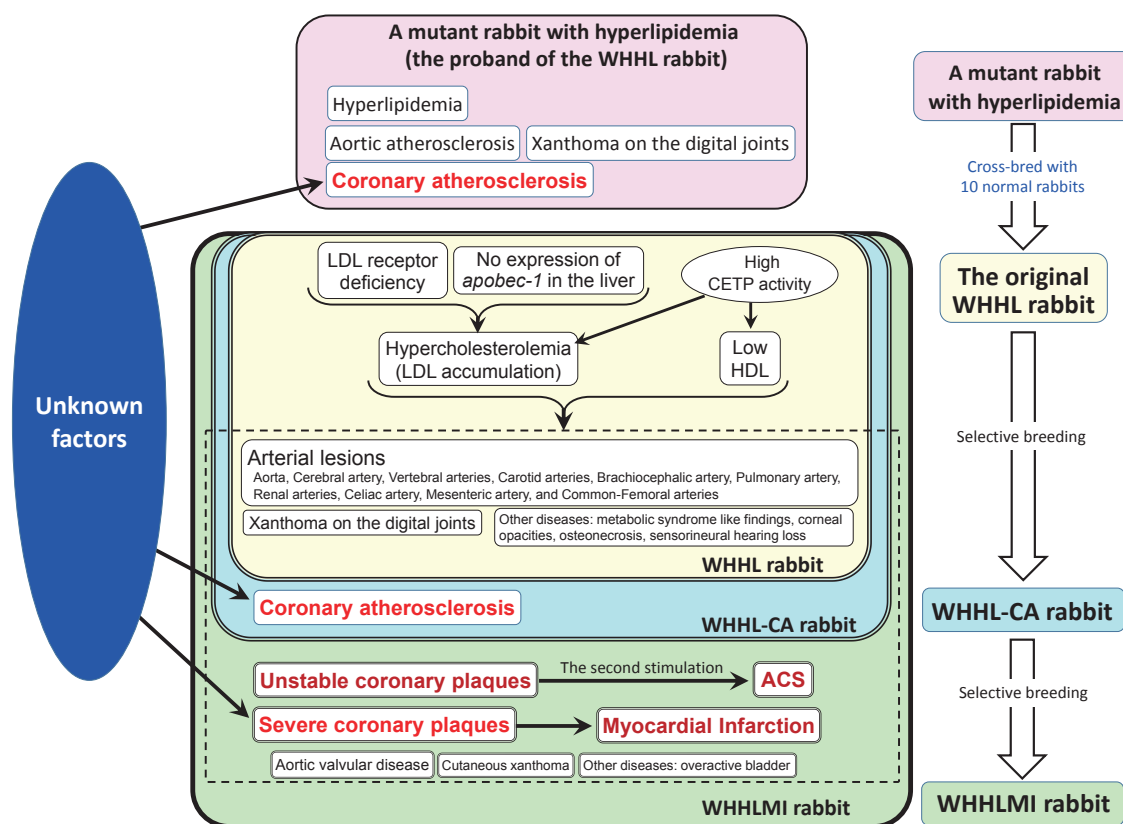 A mutant rabbit with hyperlipidemia
(the proband of the WHHL rabbit)
Hyperlipidemia
Aortic atherosclerosis
Xanthoma on the digital joints
Coronary atherosclerosis
Unknown
factors
LDL receptor
deficiency
No expression of
apobec-1 in the liver
High
CETP activity
Hypercholesterolemia
(LDL accumulation)
Low
HDL
Arterial lesions
Aorta, Cerebral artery, Vertebral arteries, Carotid arteries, Brachiocephalic artery, Pulmonary artery,
Renal arteries, Celiac artery, Mesenteric artery, and Common-Femoral arteries
Xanthoma on the digital joints
Other diseases: metabolic syndrome like findings, corneal
opacities, osteonecrosis, sensorineural hearing loss
WHHL rabbit
Coronary atherosclerosis
WHHL-CA rabbit
Unstable coronary plaques
The second stimulation
ACS
Severe coronary plaques
Myocardial Infarction
Aortic valvular disease
Cutaneous xanthoma
Other diseases: overactive bladder
WHHLMI rabbit
A mutant rabbit
with hyperlipidemia
Cross-bred with
10 normal rabbits
The original
WHHL rabbit
Selective breeding
WHHL-CA rabbit
Selective breeding
WHHLMI rabbit